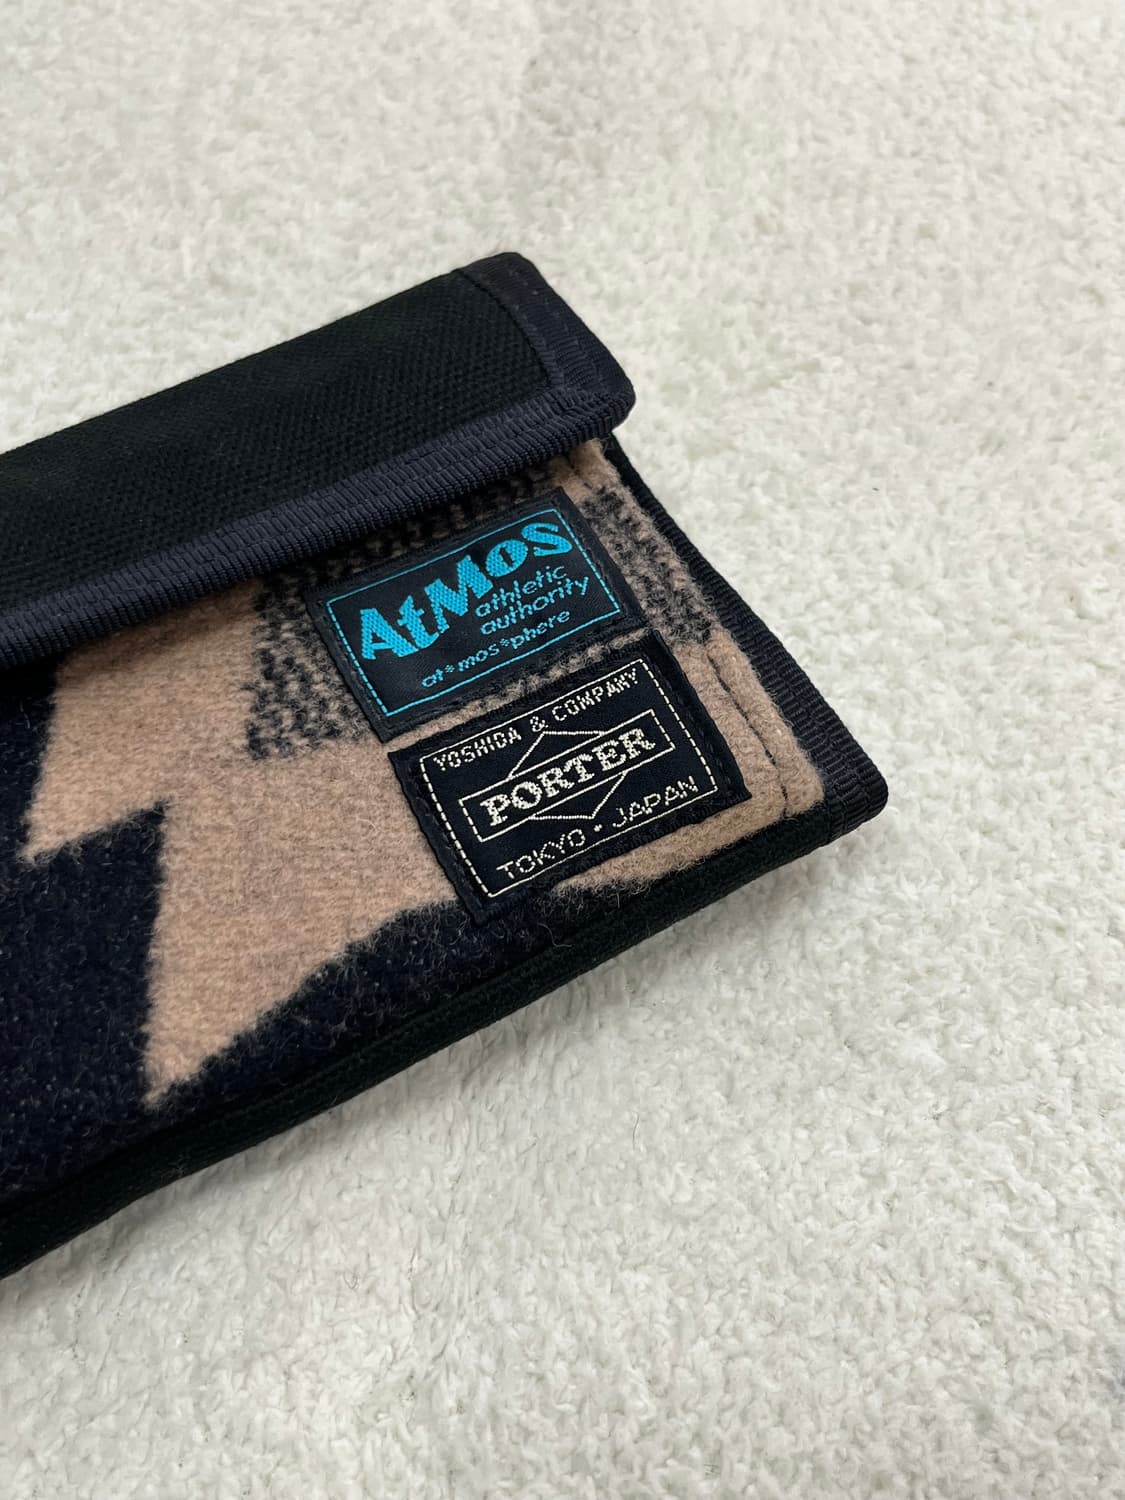 AtMoS
athletic
authority
at*mos*phere
YOSHIDA & COMPANY
PORTER
TOKYO • JAPAN